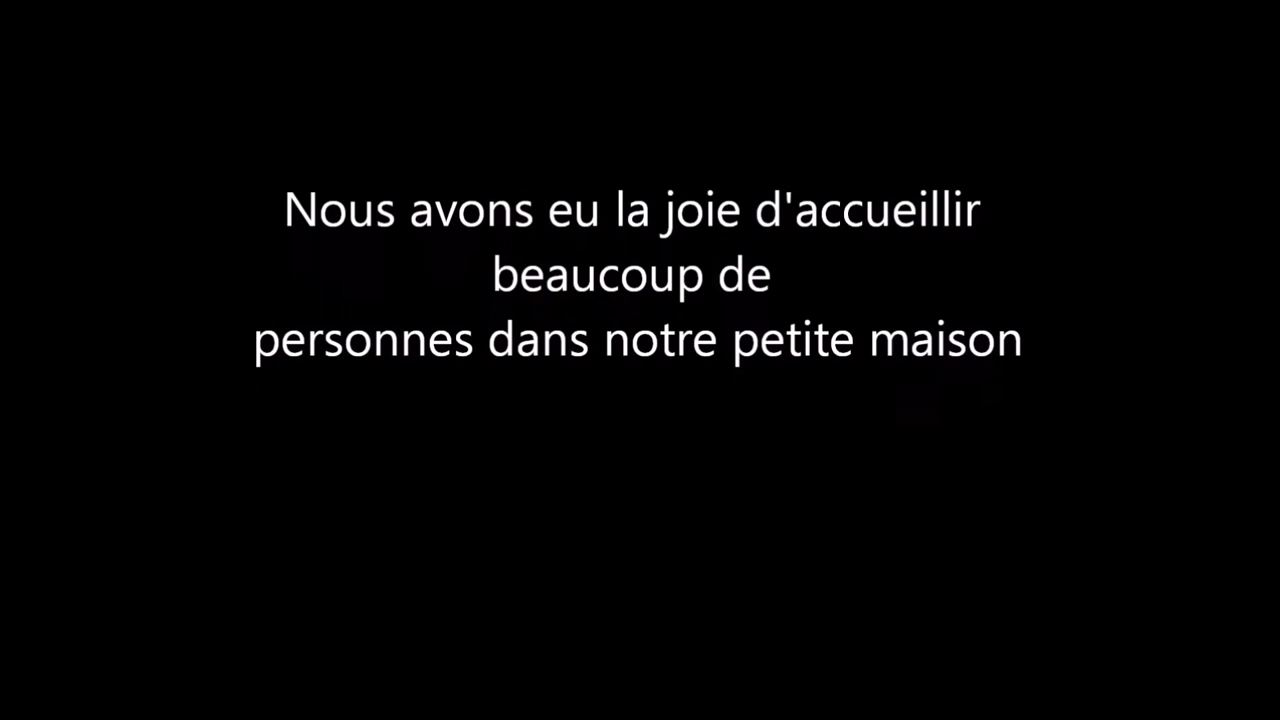 Nous avons eu la joie d'accueillir
beaucoup de
personnes dans notre petite maison